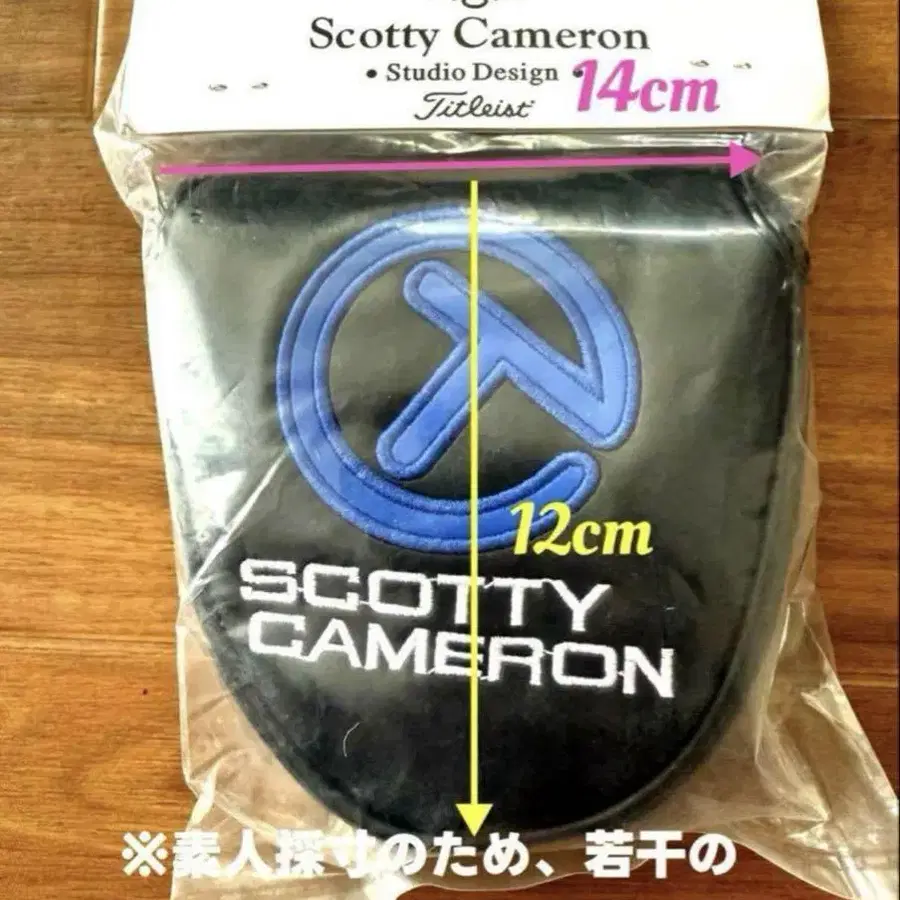 Scotty Cameron
• Studio Design •
Titleist
14cm
12cm
SCOTTY
CAMERON
※素人採寸のため、若干の